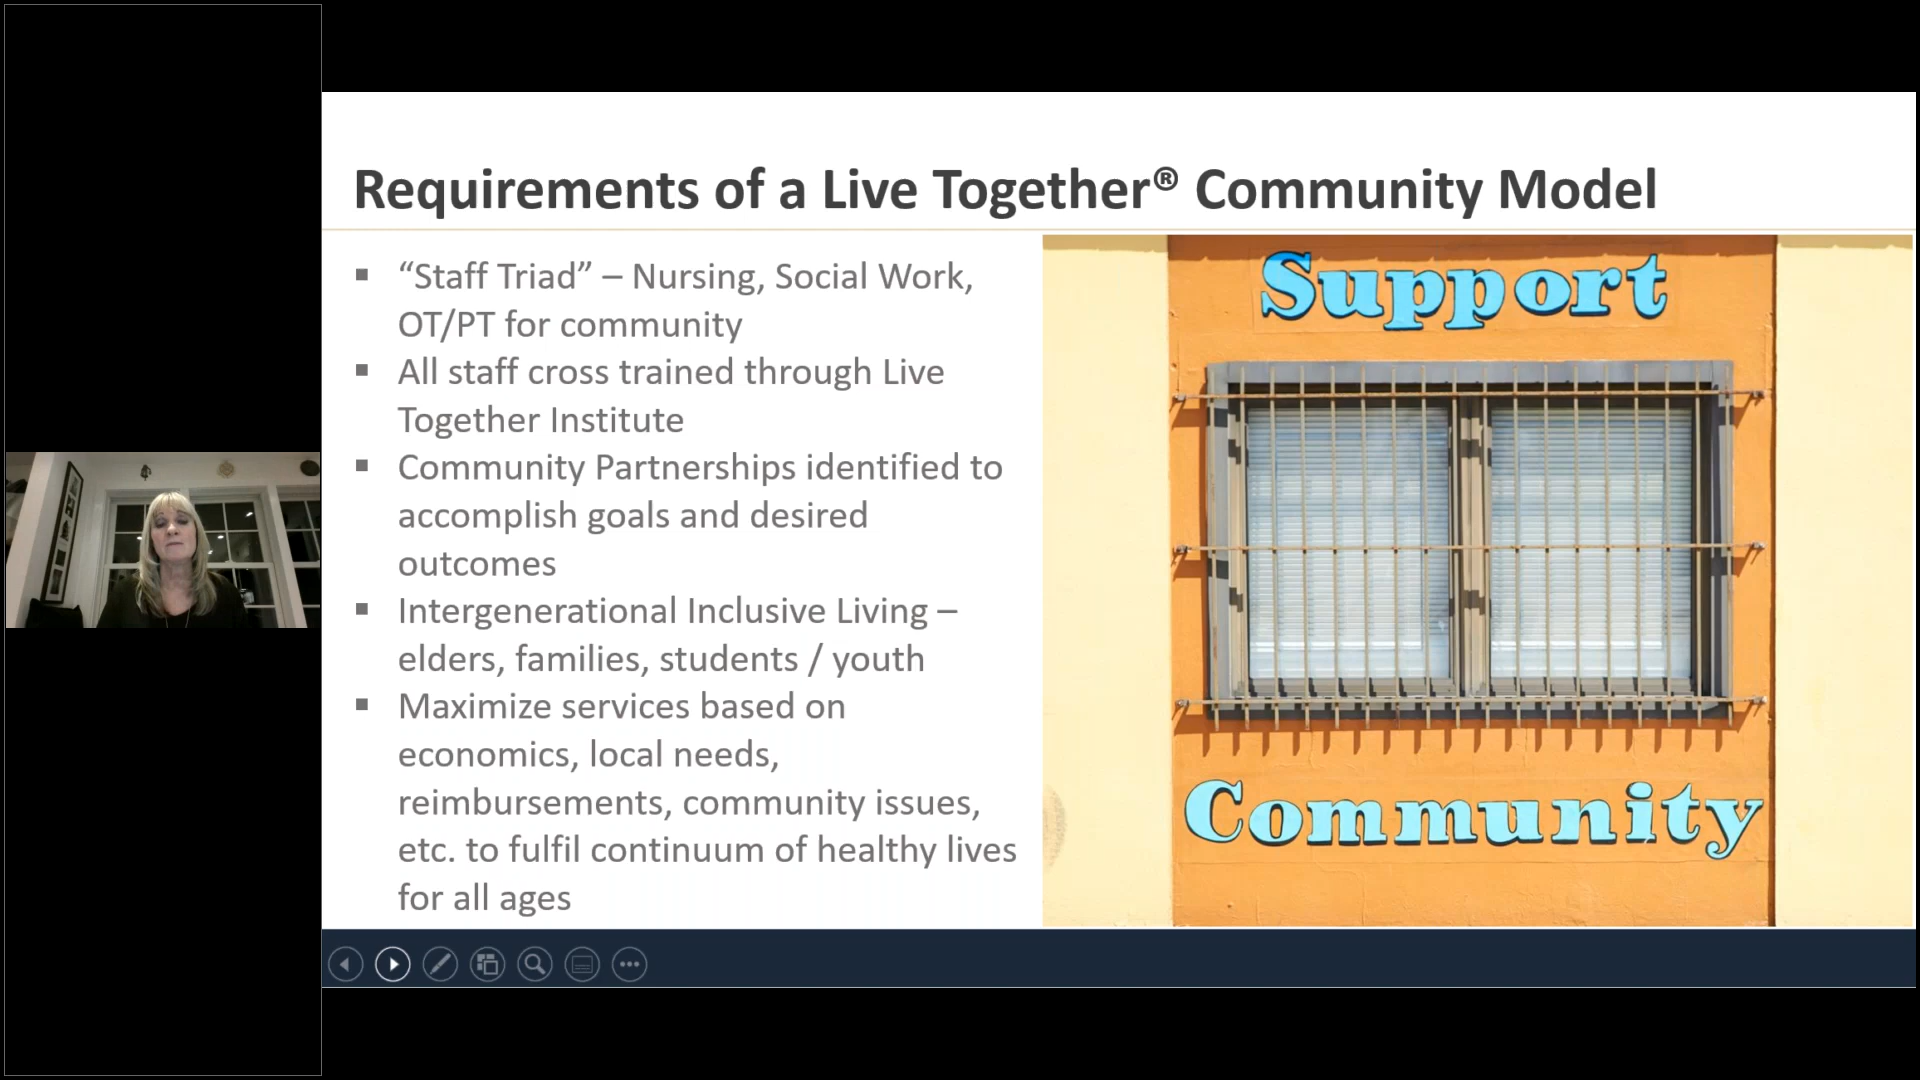 Requirements of a Live Together® Community Model
▪ “Staff Triad” – Nursing, Social Work,
OT/PT for community
▪ All staff cross trained through Live
Together Institute
▪ Community Partnerships identified to
accomplish goals and desired
outcomes
▪ Intergenerational Inclusive Living –
elders, families, students / youth
▪ Maximize services based on
economics, local needs,
reimbursements, community issues,
etc. to fulfil continuum of healthy lives
for all ages
Support
Community